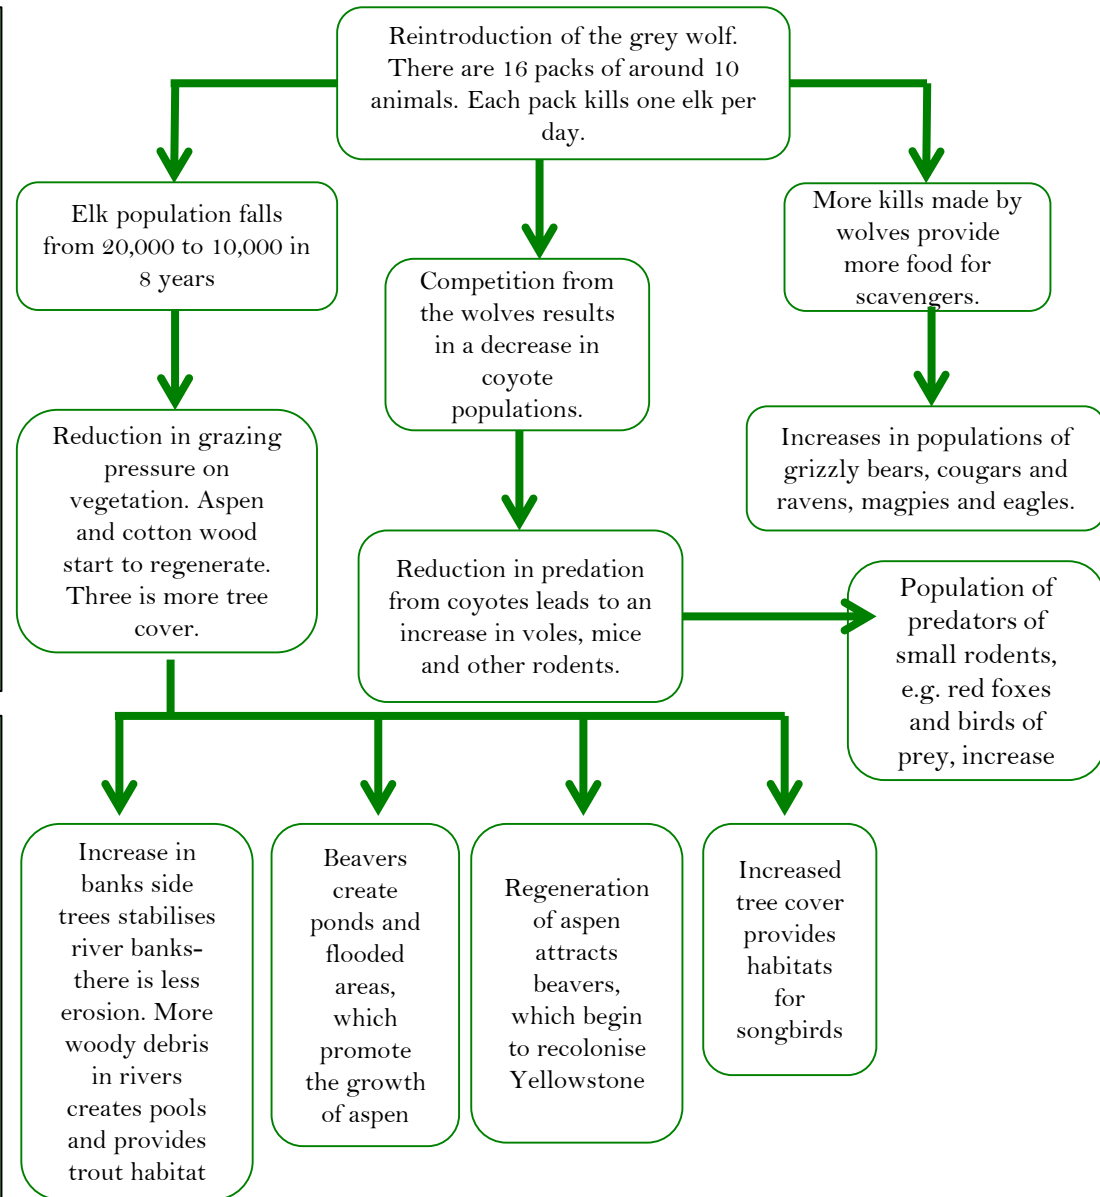 Reintroduction of the grey wolf.
There are 16 packs of around 10
animals. Each pack kills one elk per
day.
Elk population falls
from 20,000 to 10,000 in
8 years
Competition from
the wolves results
in a decrease in
coyote
populations.
More kills made by
wolves provide
more food for
scavengers.
Reduction in grazing
pressure on
vegetation. Aspen
and cotton wood
start to regenerate.
Three is more tree
cover.
Reduction in predation
from coyotes leads to an
increase in voles, mice
and other rodents.
Increases in populations of
grizzly bears, cougars and
ravens, magpies and eagles.
Population of
predators of
small rodents,
e.g. red foxes
and birds of
prey, increase
Increase in
banks side
trees stabilises
river banks-
there is less
erosion. More
woody debris
in rivers
creates pools
and provides
trout habitat
Beavers
create
ponds and
flooded
areas,
which
promote
the growth
of aspen
Regeneration
of aspen
attracts
beavers,
which begin
to recolonise
Yellowstone
Increased
tree cover
provides
habitats
for
songbirds